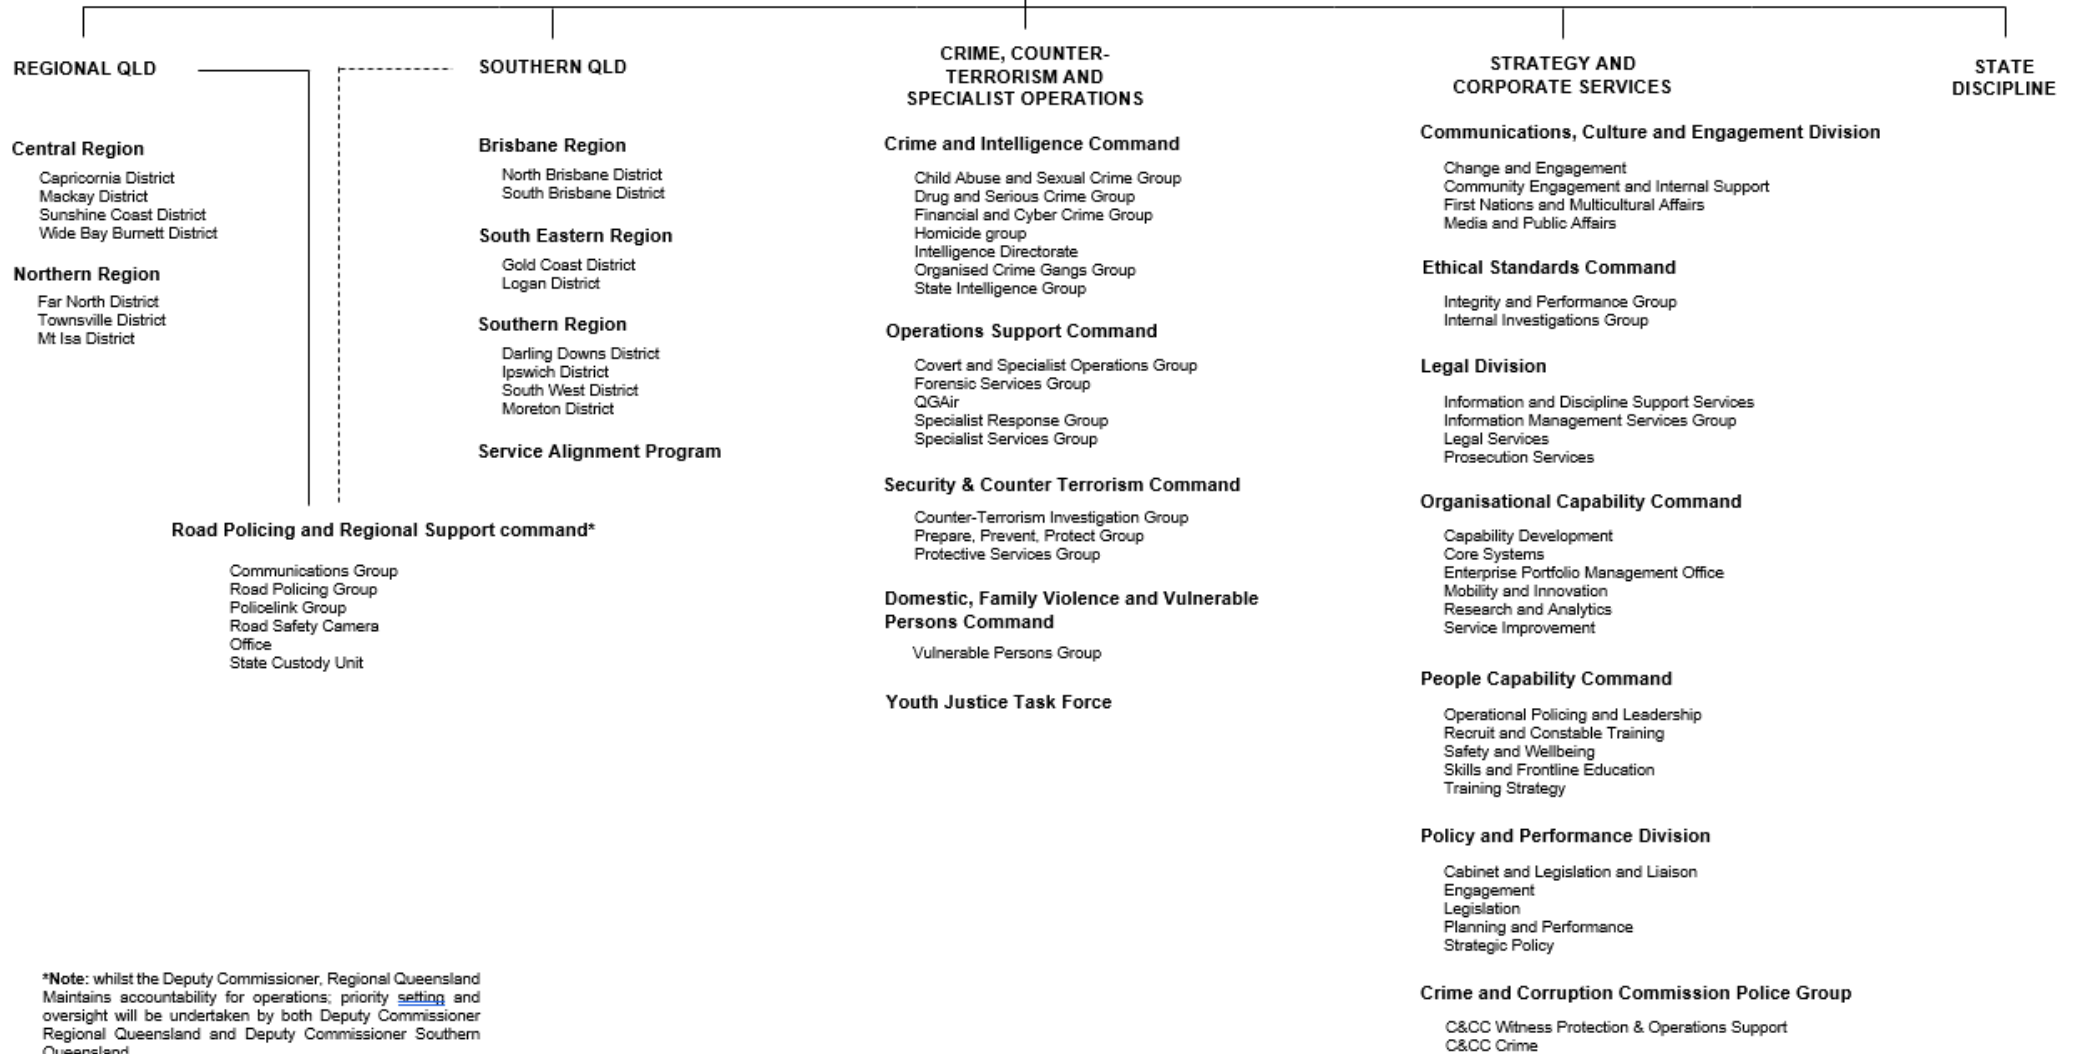 REGIONAL QLD
Central Region
Capricornia District
Mackay District
Sunshine Coast District
Wide Bay Burnett District
Northern Region
Far North District
Townsville District
Mt Isa District
SOUTHERN QLD
Brisbane Region
North Brisbane District
South Brisbane District
South Eastern Region
Gold Coast District
Logan District
Southern Region
Darling Downs District
Ipswich District
South West District
Moreton District
Service Alignment Program
Road Policing and Regional Support command*
Communications Group
Road Policing Group
Policelink Group
Road Safety Camera
Office
State Custody Unit
*Note: whilst the Deputy Commissioner, Regional Queensland
Maintains accountability for operations; priority setting and
oversight will be undertaken by both Deputy Commissioner
Regional Queensland and Deputy Commissioner Southern
Queensland
CRIME, COUNTER-
TERRORISM AND
SPECIALIST OPERATIONS
Crime and Intelligence Command
Child Abuse and Sexual Crime Group
Drug and Serious Crime Group
Financial and Cyber Crime Group
Homicide group
Intelligence Directorate
Organised Crime Gangs Group
State Intelligence Group
Operations Support Command
Covert and Specialist Operations Group
Forensic Services Group
QGAir
Specialist Response Group
Specialist Services Group
Security & Counter Terrorism Command
Counter-Terrorism Investigation Group
Prepare, Prevent, Protect Group
Protective Services Group
Domestic, Family Violence and Vulnerable
Persons Command
Vulnerable Persons Group
Youth Justice Task Force
STRATEGY AND
CORPORATE SERVICES
Communications, Culture and Engagement Division
Change and Engagement
Community Engagement and Internal Support
First Nations and Multicultural Affairs
Media and Public Affairs
Ethical Standards Command
Integrity and Performance Group
Internal Investigations Group
Legal Division
Information and Discipline Support Services
Information Management Services Group
Legal Services
Prosecution Services
Organisational Capability Command
Capability Development
Core Systems
Enterprise Portfolio Management Office
Mobility and Innovation
Research and Analytics
Service Improvement
People Capability Command
Operational Policing and Leadership
Recruit and Constable Training
Safety and Wellbeing
Skills and Frontline Education
Training Strategy
Policy and Performance Division
Cabinet and Legislation and Liaison
Engagement
Legislation
Planning and Performance
Strategic Policy
Crime and Corruption Commission Police Group
C&CC Witness Protection & Operations Support
C&CC Crime
STATE
DISCIPLINE